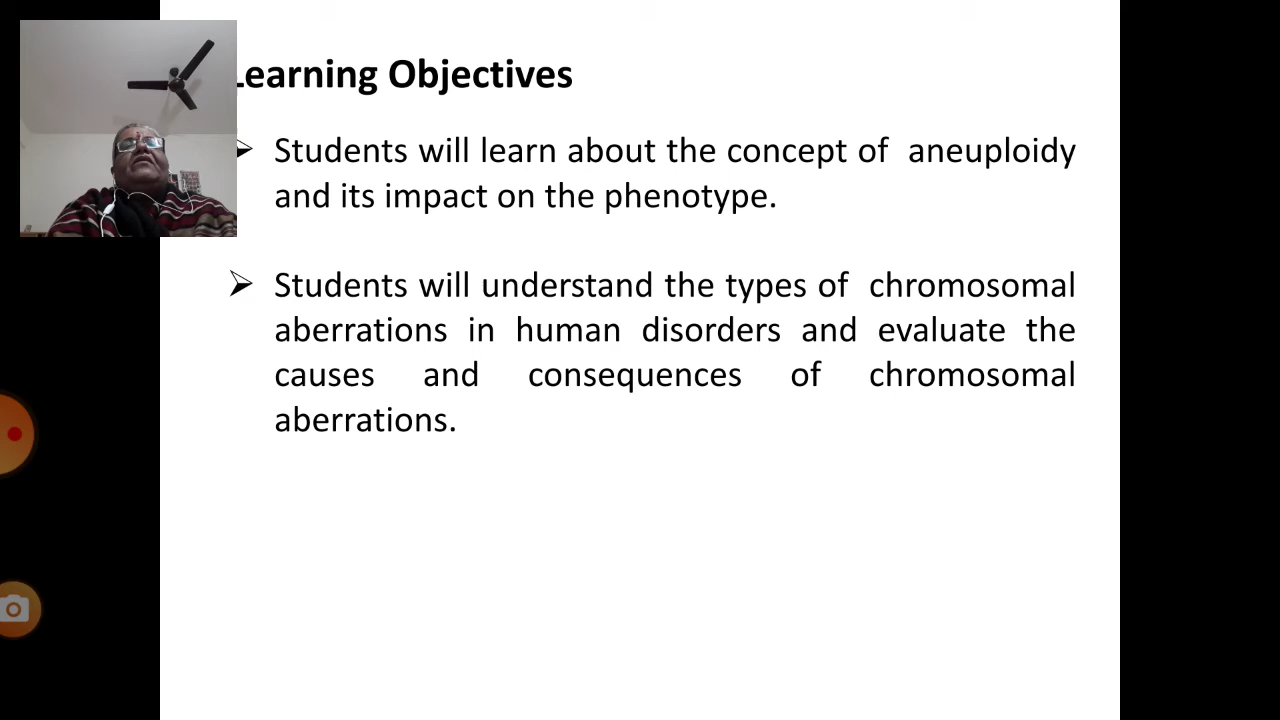 Learning Objectives
Students will learn about the concept of aneuploidy
and its impact on the phenotype.
Students will understand the types of chromosomal
aberrations in human disorders and evaluate the
causes and consequences of chromosomal
aberrations.